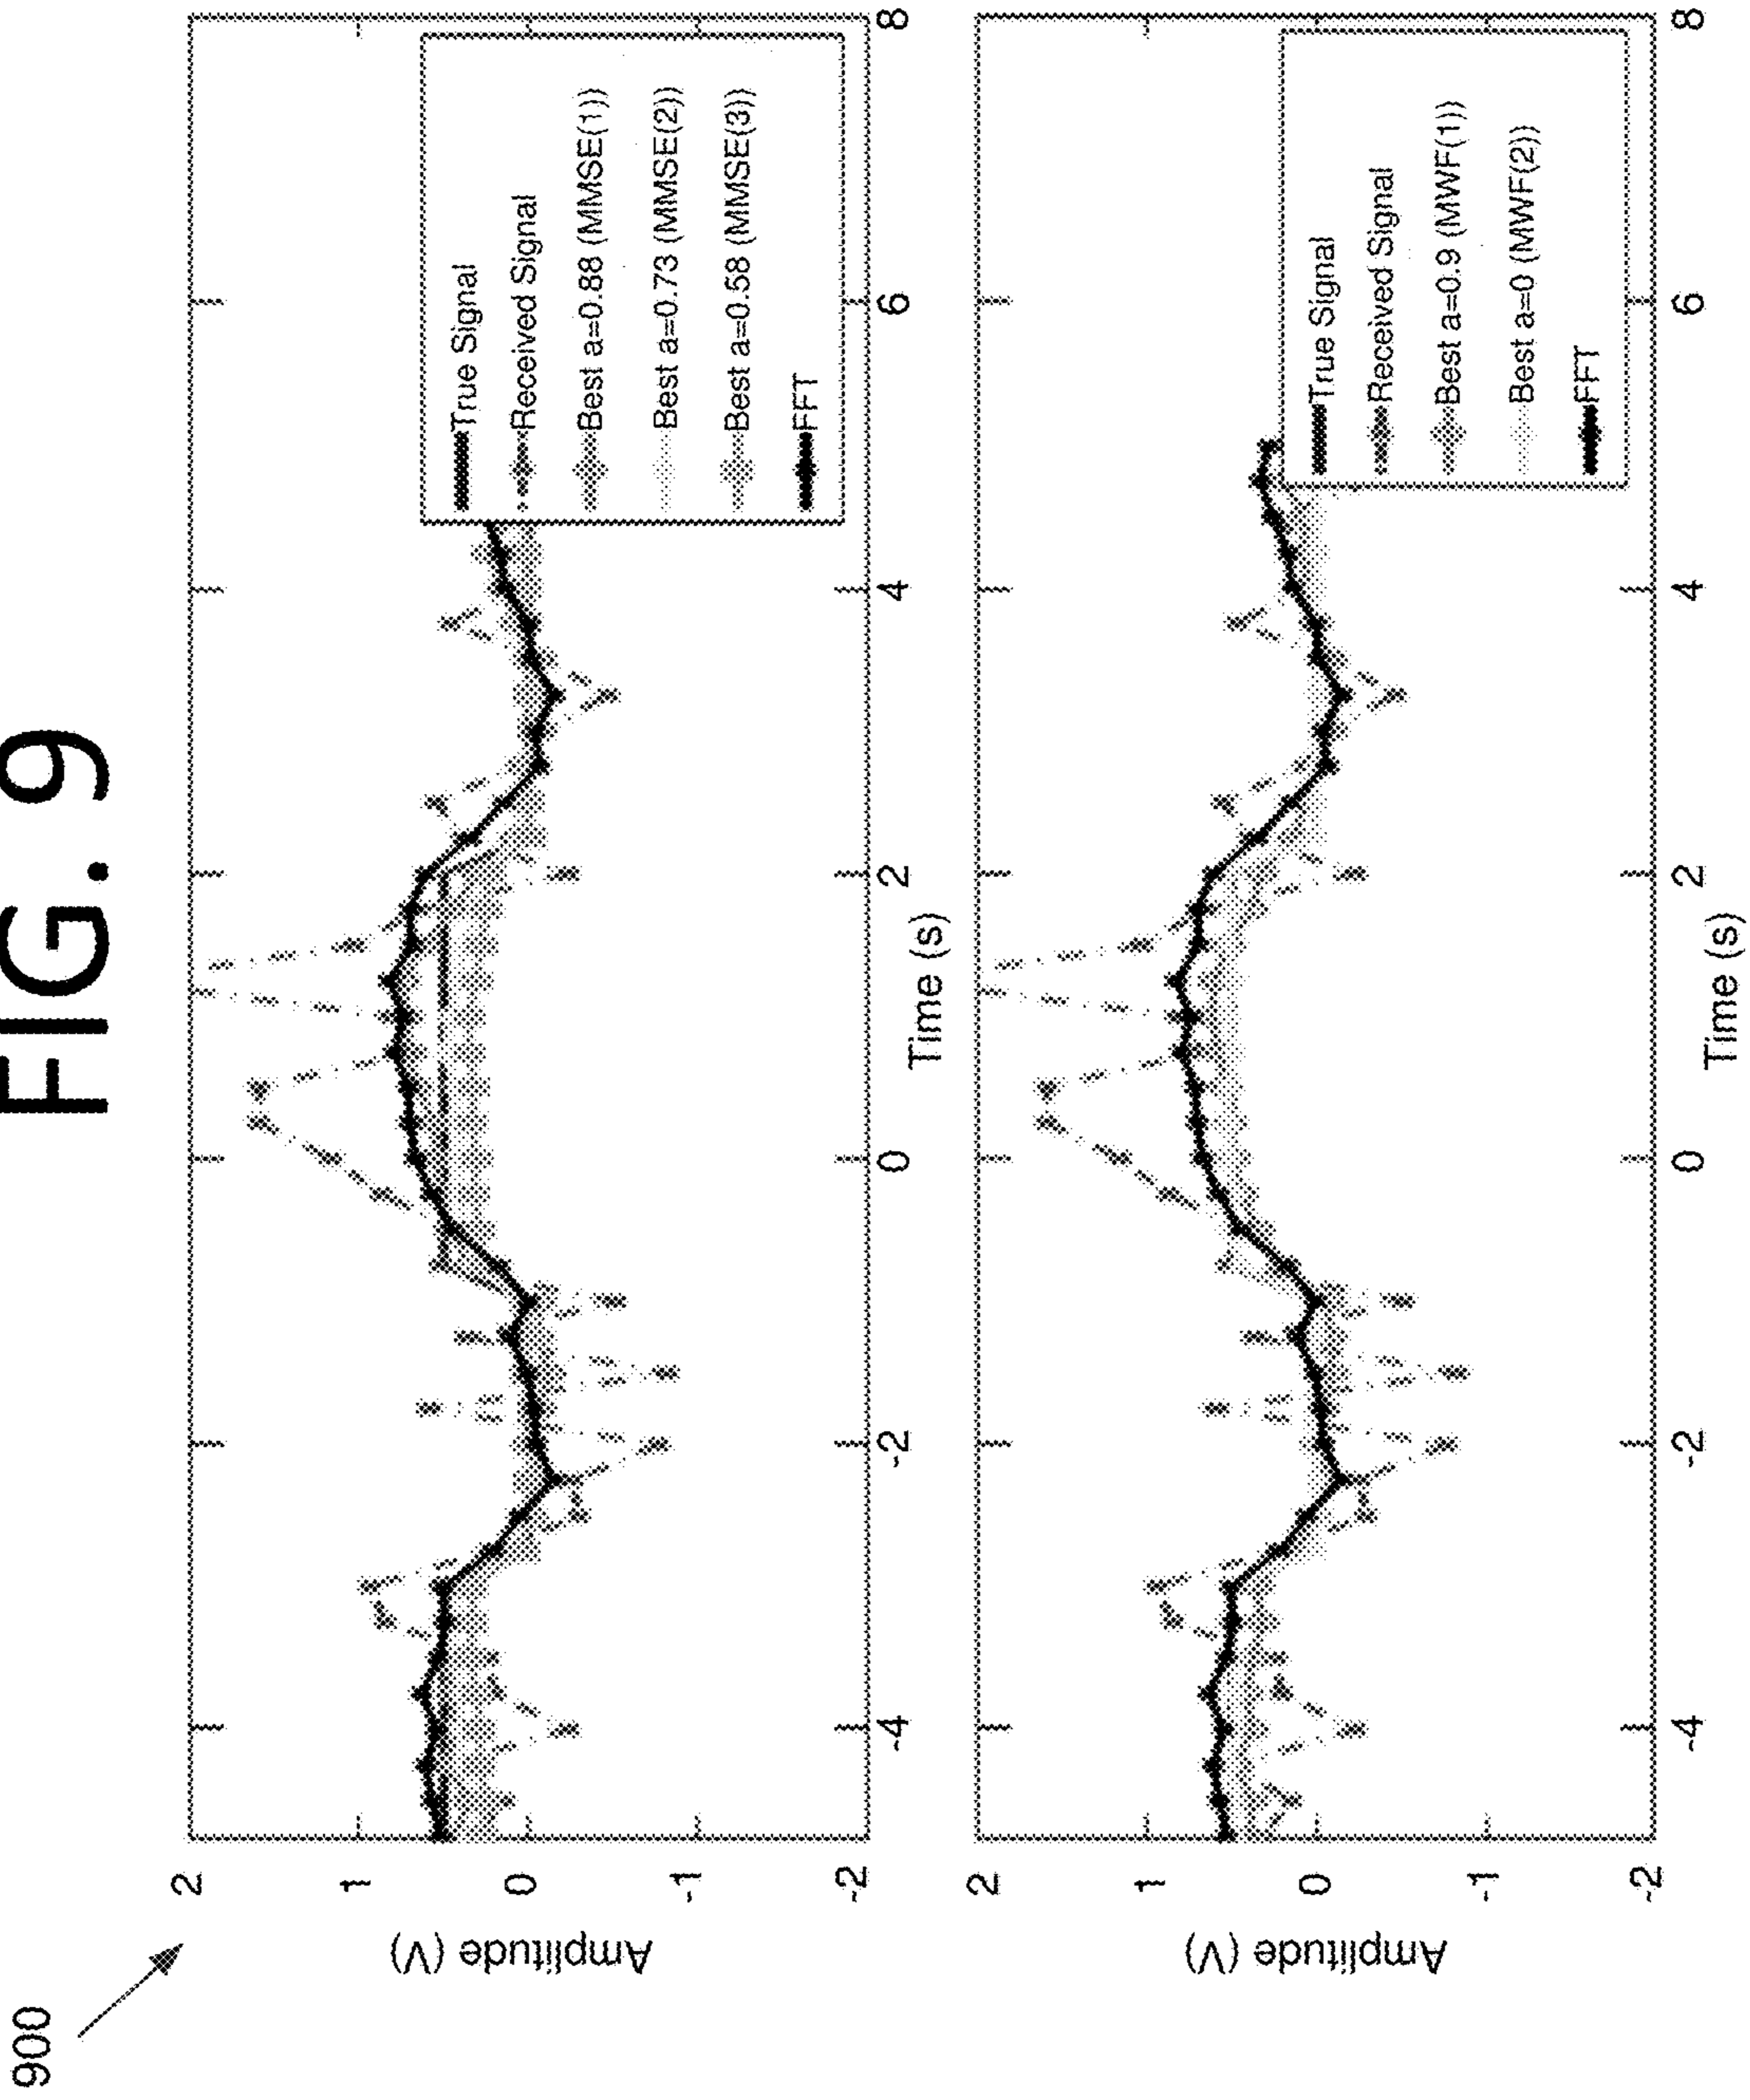 FIG. 9
900
2
1
0
-1
-2
Amplitude (V)
-4
-2
0
2
4
6
8
Time (s)
True Signal
Received Signal
Best a=0.88 (MMSE(1))
Best a=0.73 (MMSE(2))
Best a=0.58 (MMSE(3))
FFT
2
1
0
-1
-2
Amplitude (V)
-4
-2
0
2
4
6
8
Time (s)
True Signal
Received Signal
Best a=0.9 (MWF(1))
Best a=0 (MWF(2))
FFT